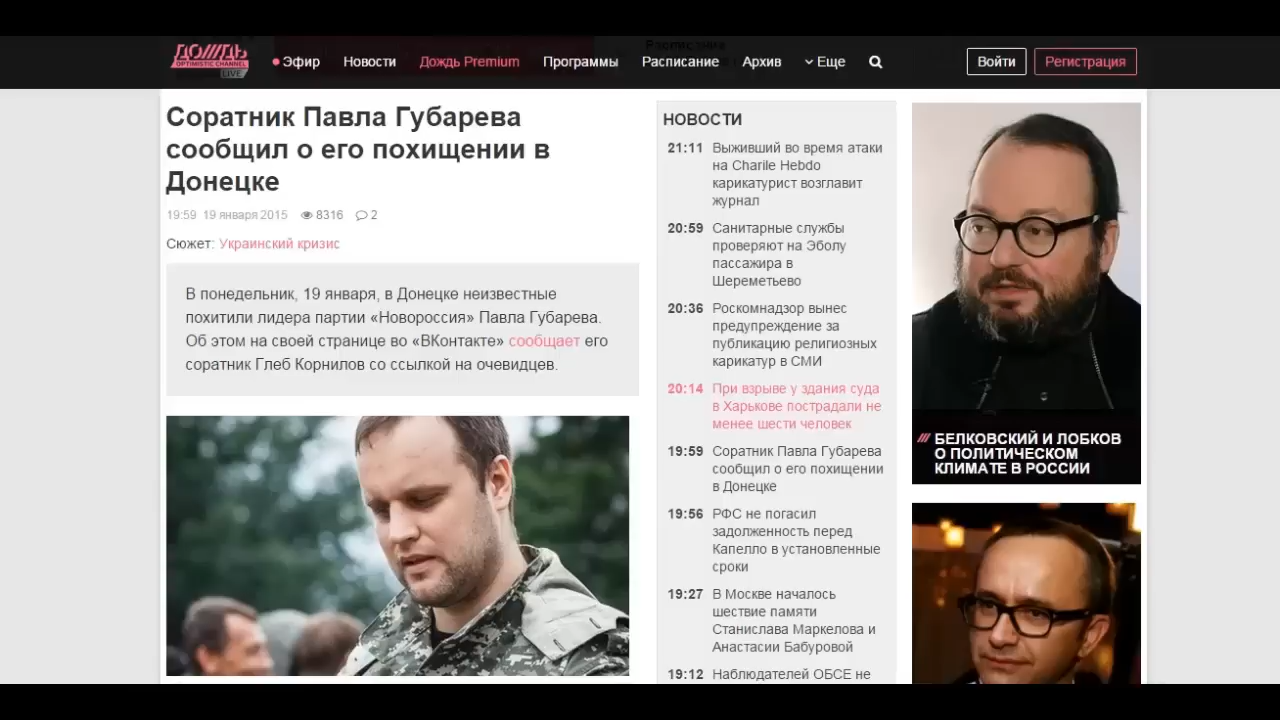 ДОЖДЬ
OPTIMISTIC CHANNEL
LIVE
Эфир
Новости
Дождь Premium
Программы
Расписание
Архив
Еще
Войти
Регистрация
Расписание
Соратник Павла Губарева
сообщил о его похищении в
Донецке
19:59 19 января 2015 8316 2
Сюжет: Украинский кризис
В понедельник, 19 января, в Донецке неизвестные
похитили лидера партии «Новороссия» Павла Губарева.
Об этом на своей странице во «ВКонтакте» сообщает его
соратник Глеб Корнилов со ссылкой на очевидцев.
НОВОСТИ
21:11 Выживший во время атаки
на Charile Hebdo
карикатурист возглавит
журнал
20:59 Санитарные службы
проверяют на Эболу
пассажира в
Шереметьево
20:36 Роскомнадзор вынес
предупреждение за
публикацию религиозных
карикатур в СМИ
20:14 При взрыве у здания суда
в Харькове пострадали не
менее шести человек
19:59 Соратник Павла Губарева
сообщил о его похищении
в Донецке
19:56 РФС не погасил
задолженность перед
Капелло в установленные
сроки
19:27 В Москве началось
шествие памяти
Станислава Маркелова и
Анастасии Бабуровой
19:12 Наблюдателей ОБСЕ не
БЕЛКОВСКИЙ И ЛОБКОВ
О ПОЛИТИЧЕСКОМ
КЛИМАТЕ В РОССИИ